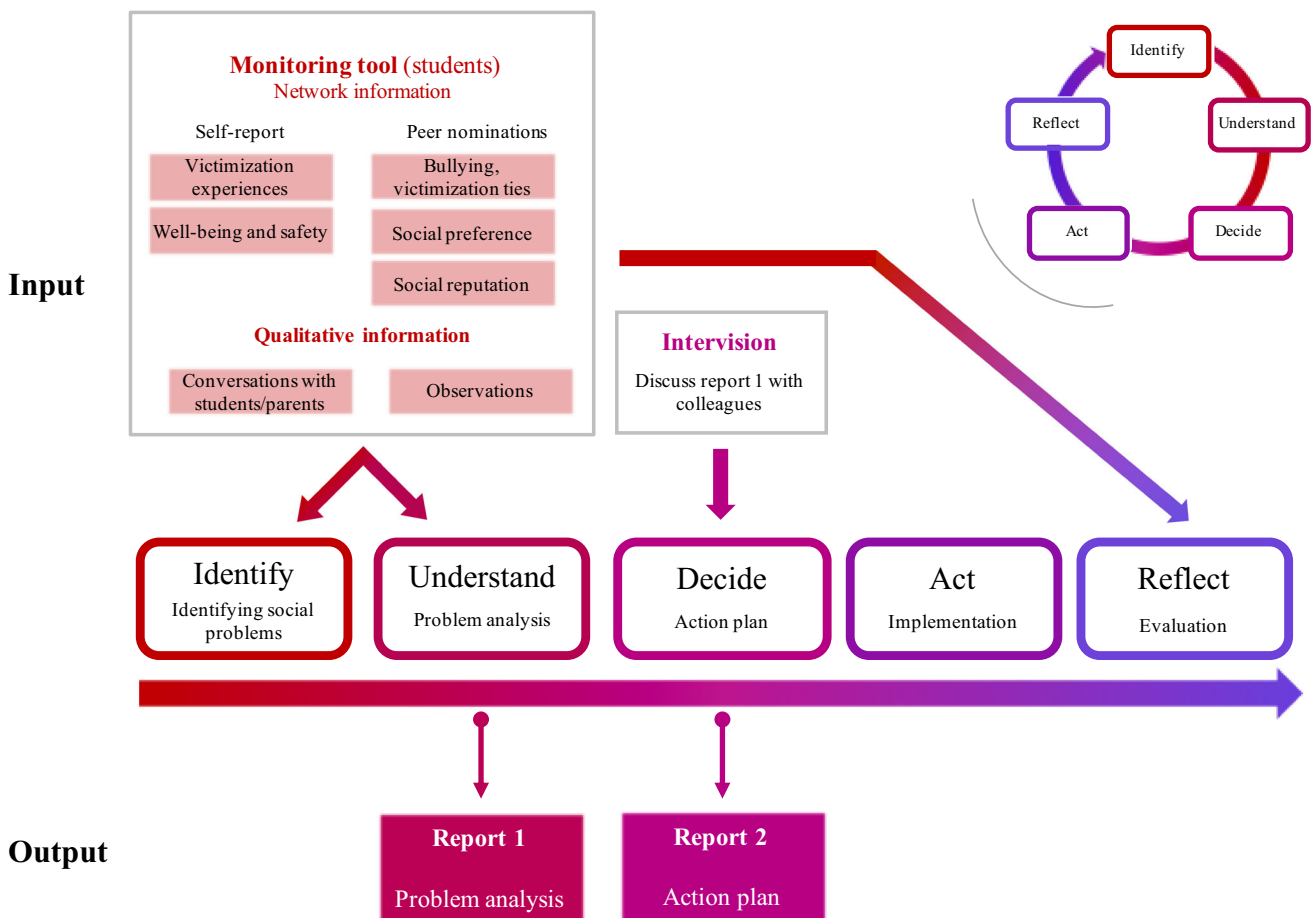 Monitoring tool (students)
Network information
Self-report
Peer nominations
Victimization
experiences
Bullying,
victimization ties
Well-being and safety
Social preference
Social reputation
Qualitative information
Conversations with
students/parents
Observations
Input
Intervision
Discuss report 1 with
colleagues
Identify
Understand
Decide
Act
Reflect
Identify
Identifying social
problems
Understand
Problem analysis
Decide
Action plan
Act
Implementation
Reflect
Evaluation
Output
Report 1
Problem analysis
Report 2
Action plan